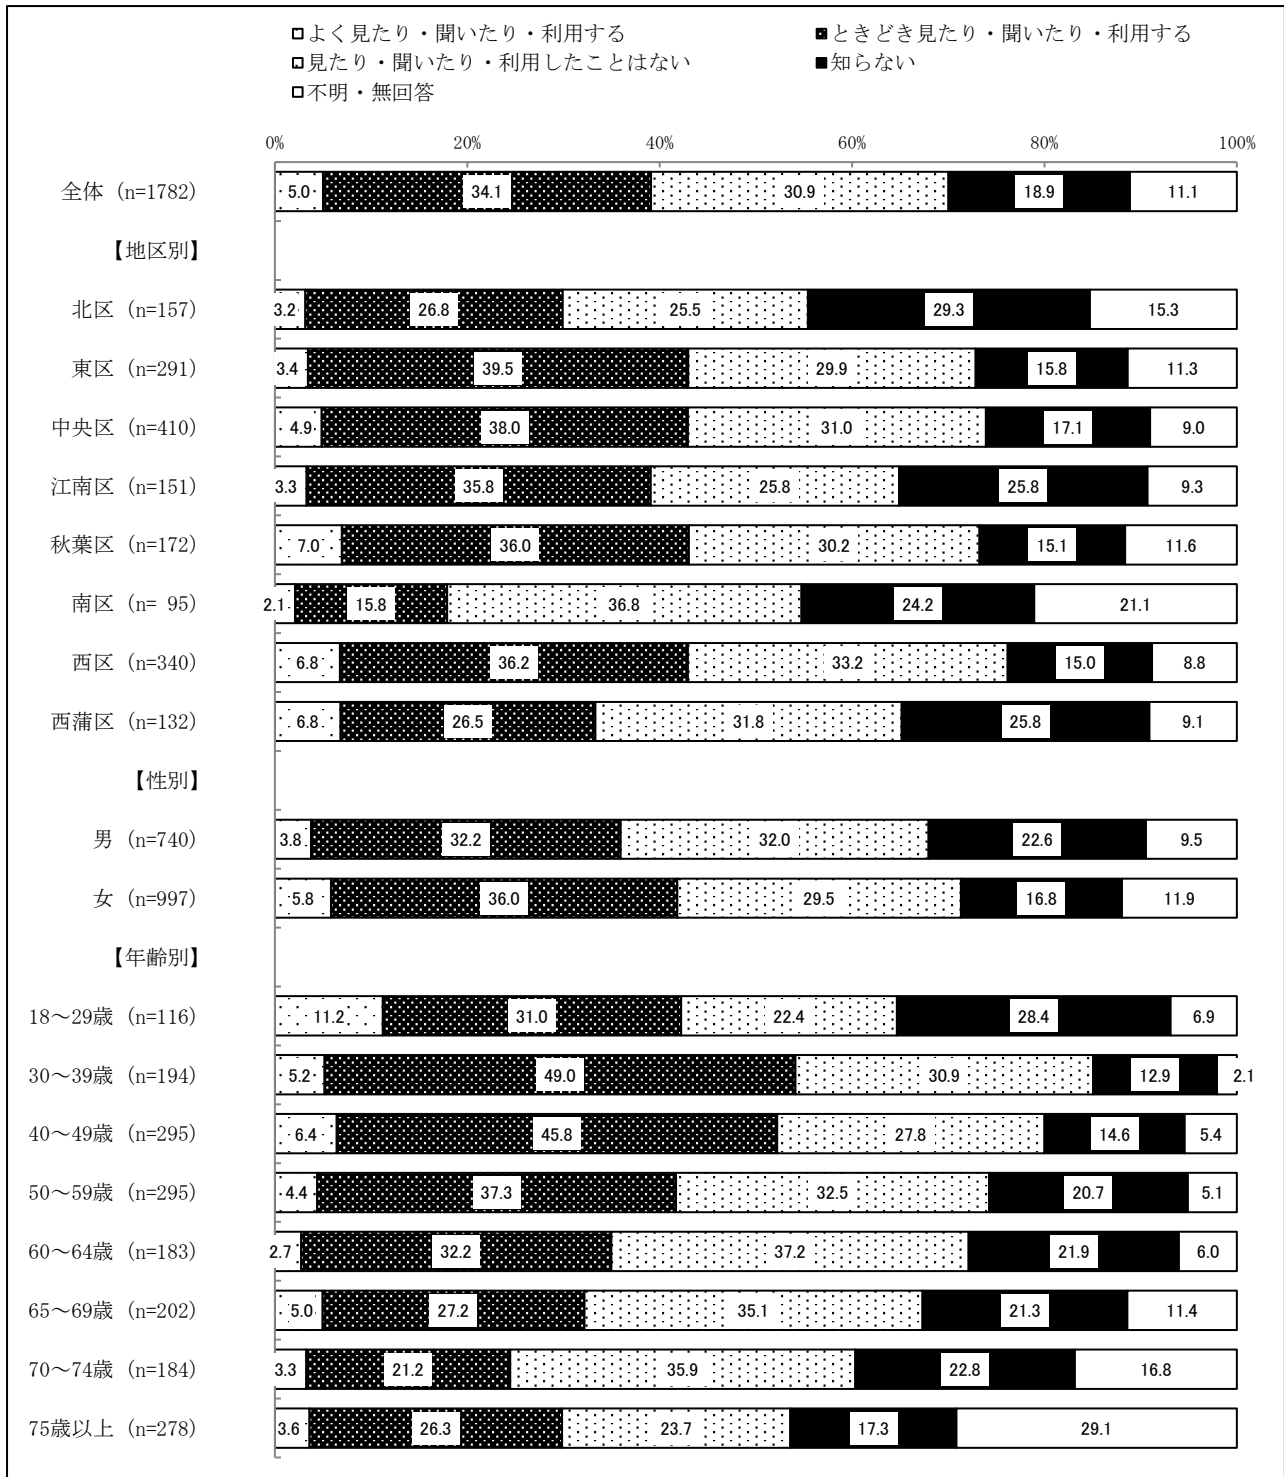 よく見たり・聞いたり・利用する ときどき見たり・聞いたり・利用する
見たり・聞いたり・利用したことはない 知らない
不明・無回答
0% 20% 40% 60% 80% 100%
全体 (n=1782) 5.0 34.1 30.9 18.9 11.1
【地区別】
北区 (n=157) 3.2 26.8 25.5 29.3 15.3
東区 (n=291) 3.4 39.5 29.9 15.8 11.3
中央区 (n=410) 4.9 38.0 31.0 17.1 9.0
江南区 (n=151) 3.3 35.8 25.8 25.8 9.3
秋葉区 (n=172) 7.0 36.0 30.2 15.1 11.6
南区 (n= 95) 2.1 15.8 36.8 24.2 21.1
西区 (n=340) 6.8 36.2 33.2 15.0 8.8
西蒲区 (n=132) 6.8 26.5 31.8 25.8 9.1
【性別】
男 (n=740) 3.8 32.2 32.0 22.6 9.5
女 (n=997) 5.8 36.0 29.5 16.8 11.9
【年齢別】
18～29歳 (n=116) 11.2 31.0 22.4 28.4 6.9
30～39歳 (n=194) 5.2 49.0 30.9 12.9 2.1
40～49歳 (n=295) 6.4 45.8 27.8 14.6 5.4
50～59歳 (n=295) 4.4 37.3 32.5 20.7 5.1
60～64歳 (n=183) 2.7 32.2 37.2 21.9 6.0
65～69歳 (n=202) 5.0 27.2 35.1 21.3 11.4
70～74歳 (n=184) 3.3 21.2 35.9 22.8 16.8
75歳以上 (n=278) 3.6 26.3 23.7 17.3 29.1